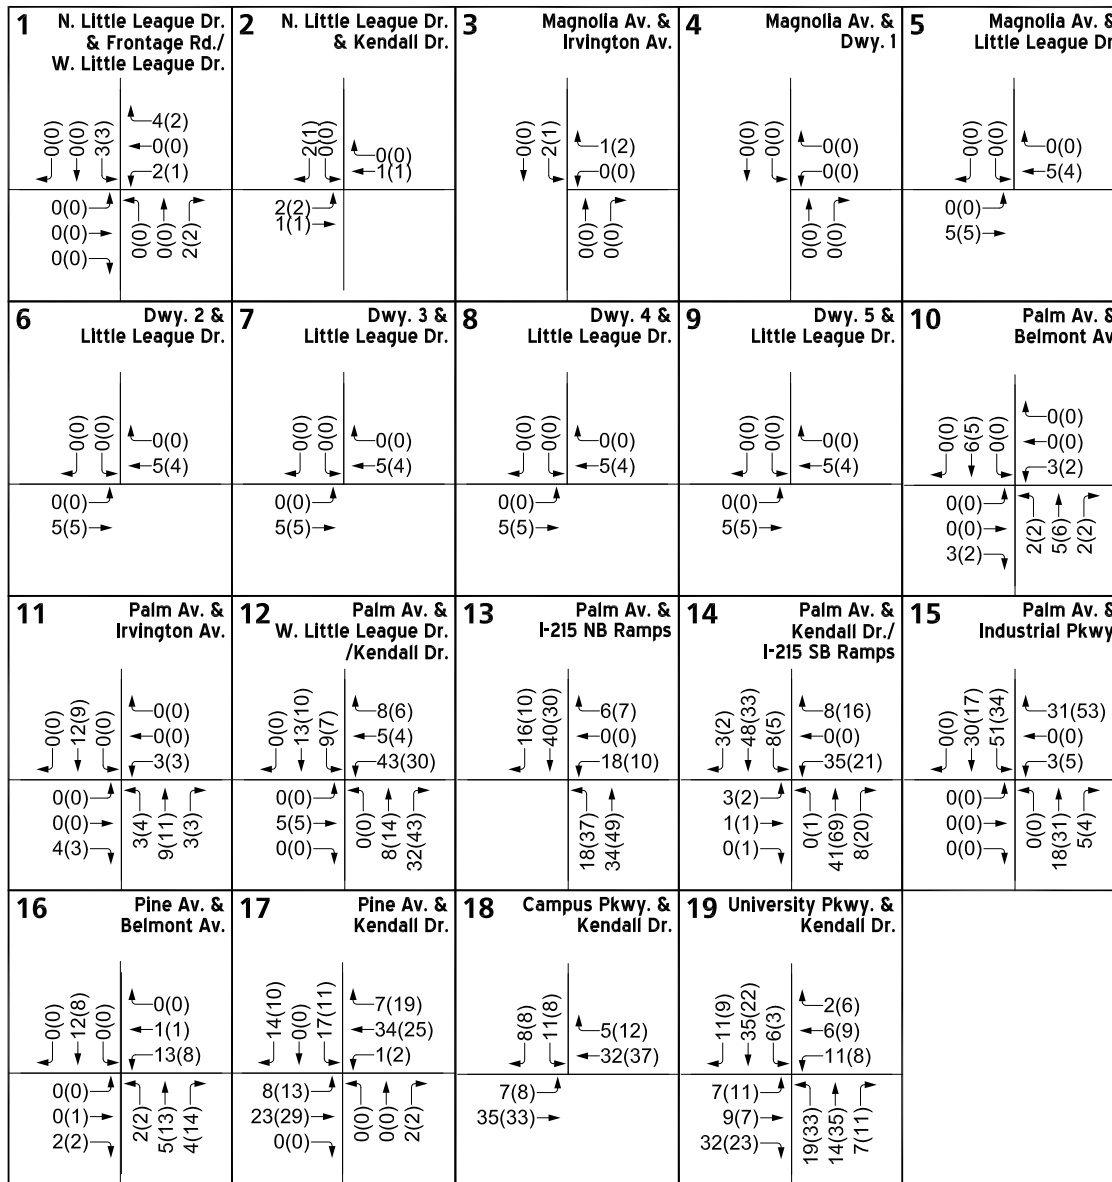 1 N. Little League Dr.
& Frontage Rd./
W. Little League Dr.
0(0) 0(0) 3(3)
4(2)
0(0)
2(1)
0(0)
0(0)
0(0)
0(0) 0(0) 2(2)
2 N. Little League Dr.
& Kendall Dr.
2(1) 0(0)
0(0)
1(1)
2(2)
1(1)
3 Magnolia Av. &
Irvington Av.
0(0) 2(1)
1(2)
0(0)
0(0) 0(0)
4 Magnolia Av. &
Dwy. 1
0(0) 0(0)
0(0)
0(0)
0(0) 0(0)
5 Magnolia Av. &
Little League Dr
0(0) 0(0)
0(0)
5(4)
0(0)
5(5)
6 Dwy. 2 &
Little League Dr.
0(0) 0(0)
0(0)
5(4)
0(0)
5(5)
7 Dwy. 3 &
Little League Dr.
0(0) 0(0)
0(0)
5(4)
0(0)
5(5)
8 Dwy. 4 &
Little League Dr.
0(0) 0(0)
0(0)
5(4)
0(0)
5(5)
9 Dwy. 5 &
Little League Dr.
0(0) 0(0)
0(0)
5(4)
0(0)
5(5)
10 Palm Av. &
Belmont Av
0(0) 6(5) 0(0)
0(0)
0(0)
3(2)
0(0)
0(0)
3(2)
2(2) 5(6) 2(2)
11 Palm Av. &
Irvington Av.
0(0) 12(9) 0(0)
0(0)
0(0)
3(3)
0(0)
0(0)
4(3)
3(4) 9(11) 3(3)
12 Palm Av. &
W. Little League Dr.
/Kendall Dr.
0(0) 13(10) 9(7)
8(6)
5(4)
43(30)
0(0)
5(5)
0(0)
0(0) 8(14) 32(43)
13 Palm Av. &
I-215 NB Ramps
16(10) 40(30)
6(7)
0(0)
18(10)
18(37) 34(49)
14 Palm Av. &
Kendall Dr./
I-215 SB Ramps
3(2) 48(33) 8(5)
8(16)
0(0)
35(21)
3(2)
1(1)
0(1)
0(1) 41(69) 8(20)
15 Palm Av. &
Industrial Pkwy
0(0) 30(17) 51(34)
31(53)
0(0)
3(5)
0(0)
0(0)
0(0)
0(0) 18(31) 5(4)
16 Pine Av. &
Belmont Av.
0(0) 12(8) 0(0)
0(0)
1(1)
13(8)
0(0)
0(1)
2(2)
2(2) 5(13) 4(14)
17 Pine Av. &
Kendall Dr.
14(10) 0(0) 17(11)
7(19)
34(25)
1(2)
8(13)
23(29)
0(0)
0(0) 0(0) 2(2)
18 Campus Pkwy. &
Kendall Dr.
8(8) 11(8)
5(12)
32(37)
7(8)
35(33)
19 University Pkwy. &
Kendall Dr.
11(9) 35(22) 6(3)
2(6)
6(9)
11(8)
7(11)
9(7)
32(23)
19(33) 14(35) 7(11)